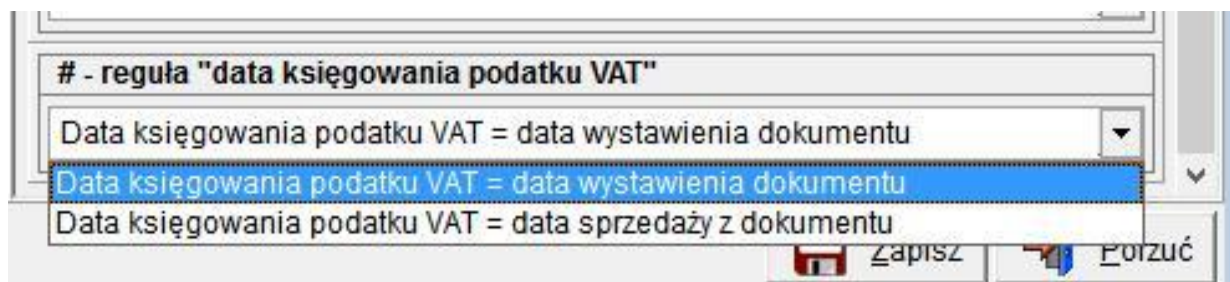 # - reguła "data księgowania podatku VAT"
Data księgowania podatku VAT = data wystawienia dokumentu
Data księgowania podatku VAT = data wystawienia dokumentu
Data księgowania podatku VAT = data sprzedaży z dokumentu
Zapisz Porzuć